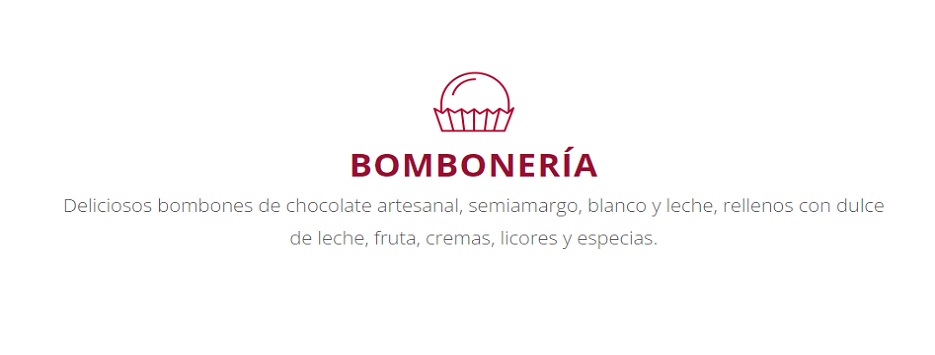 BOMBONERÍA
Deliciosos bombones de chocolate artesanal, semiamargo, blanco y leche, rellenos con dulce
de leche, fruta, cremas, licores y especias.